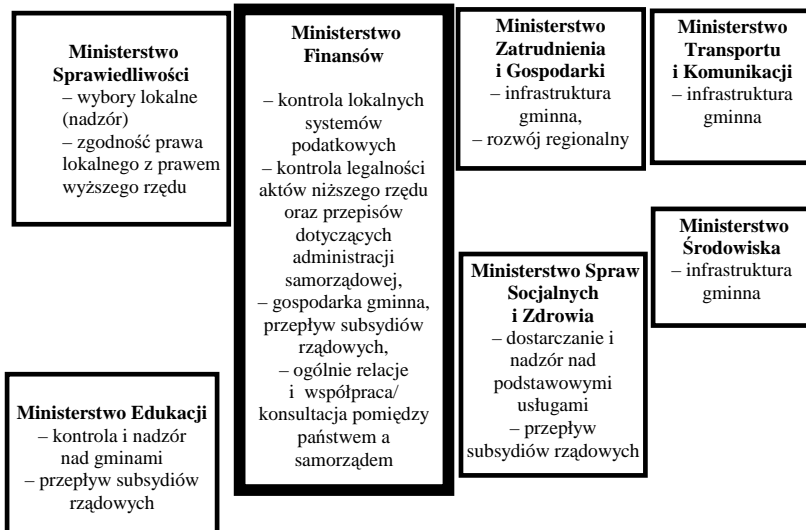 Ministerstwo
Sprawiedliwości
– wybory lokalne
(nadzór)
– zgodność prawa
lokalnego z prawem
wyższego rzędu
Ministerstwo
Finansów
– kontrola lokalnych
systemów
podatkowych
– kontrola legalności
aktów niższego rzędu
oraz przepisów
dotyczących
administracji
samorządowej,
– gospodarka gminna,
przepływ subsydiów
rządowych,
– ogólnie relacje
i współpraca/
konsultacja pomiędzy
państwem a
samorządem
Ministerstwo
Zatrudnienia
i Gospodarki
– infrastruktura
gminna,
– rozwój regionalny
Ministerstwo
Transportu
i Komunikacji
– infrastruktura
gminna
Ministerstwo
Środowiska
– infrastruktura
gminna
Ministerstwo Spraw
Socjalnych
i Zdrowia
– dostarczanie i
nadzór nad
podstawowymi
usługami
– przepływ
subsydiów rządowych
Ministerstwo Edukacji
– kontrola i nadzór
nad gminami
– przepływ subsydiów
rządowych